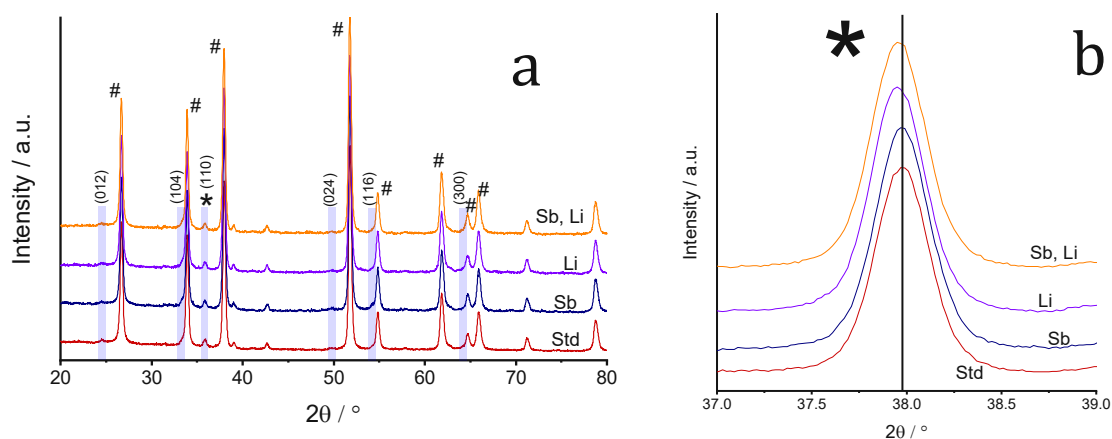 a
#
#
#
#
#
#
#
#
(012)
(104)
(110)
*
(024)
(116)
(300)
Sb, Li
Li
Sb
Std
Intensity / a.u.
20 30 40 50 60 70 80
2θ / °
*
b
Sb, Li
Li
Sb
Std
Intensity / a.u.
37.0 37.5 38.0 38.5 39.0
2θ / °